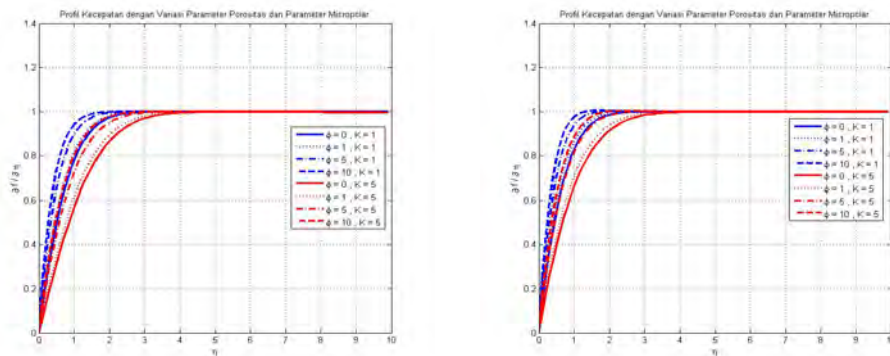 Profil Kecepatan dengan Variasi Parameter Porositas dan Parameter Mikropolar
1.4
1.2
1
0.8
0.6
0.4
0.2
0
∂ f / ∂ η
0 1 2 3 4 5 6 7 8 9 10
η
ϕ = 0 , K = 1
ϕ = 1 , K = 1
ϕ = 5 , K = 1
ϕ = 10 , K = 1
ϕ = 0 , K = 5
ϕ = 1 , K = 5
ϕ = 5 , K = 5
ϕ = 10 , K = 5
Profil Kecepatan dengan Variasi Parameter Porositas dan Parameter Mikropolar
1.4
1.2
1
0.8
0.6
0.4
0.2
0
∂ f / ∂ η
0 1 2 3 4 5 6 7 8 9 10
η
ϕ = 0 , K = 1
ϕ = 1 , K = 1
ϕ = 5 , K = 1
ϕ = 10 , K = 1
ϕ = 0 , K = 5
ϕ = 1 , K = 5
ϕ = 5 , K = 5
ϕ = 10 , K = 5